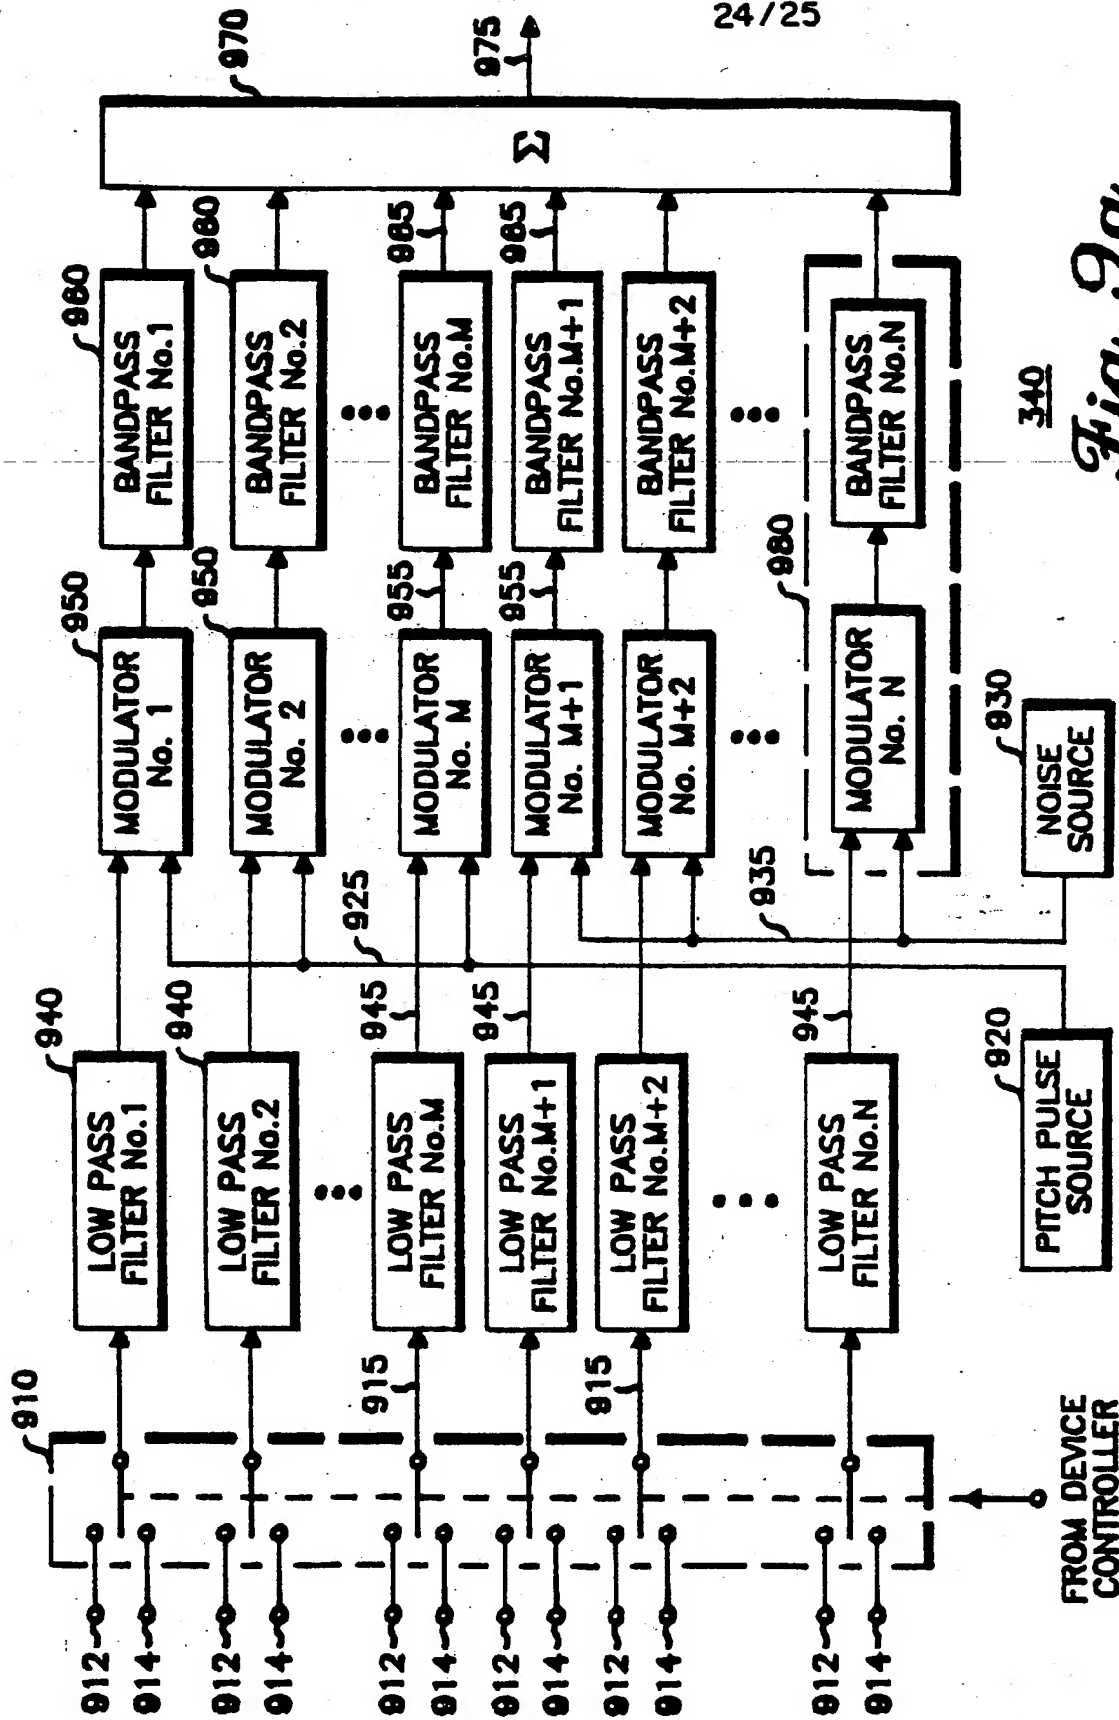 24/25
910
912
914
912
914
912
914
912
914
912
914
912
914
FROM DEVICE
CONTROLLER
915
915
LOW PASS
FILTER No.1
940
LOW PASS
FILTER No.2
940
LOW PASS
FILTER No.M
945
LOW PASS
FILTER No.M+1
945
LOW PASS
FILTER No.M+2
LOW PASS
FILTER No.N
945
PITCH PULSE
SOURCE
920
925
935
NOISE
SOURCE
930
MODULATOR
No. 1
950
MODULATOR
No. 2
950
MODULATOR
No. M
955
MODULATOR
No. M+1
955
MODULATOR
No. M+2
MODULATOR
No. N
980
BANDPASS
FILTER No.1
960
BANDPASS
FILTER No.2
960
BANDPASS
FILTER No.M
965
BANDPASS
FILTER No.M+1
965
BANDPASS
FILTER No.M+2
BANDPASS
FILTER No.N
Σ
970
975
340
Fig. 9a